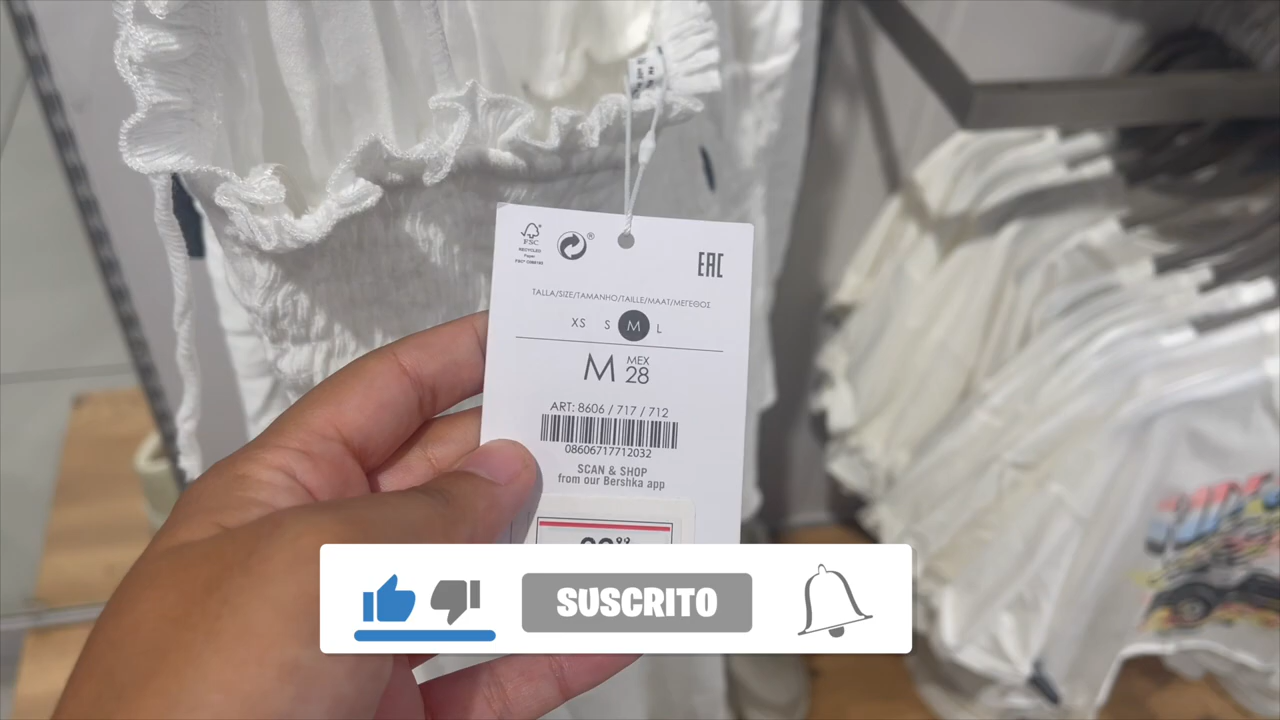 FSC
EAC
TALLA/SIZE/TAMANHO/TAILLE/MAAT/ΜΕΓΕΘΟΣ
XS S M L
M MEX 28
ART: 8606 / 717 / 712
08606717712032
SCAN & SHOP
from our Bershka app
SUSCRITO